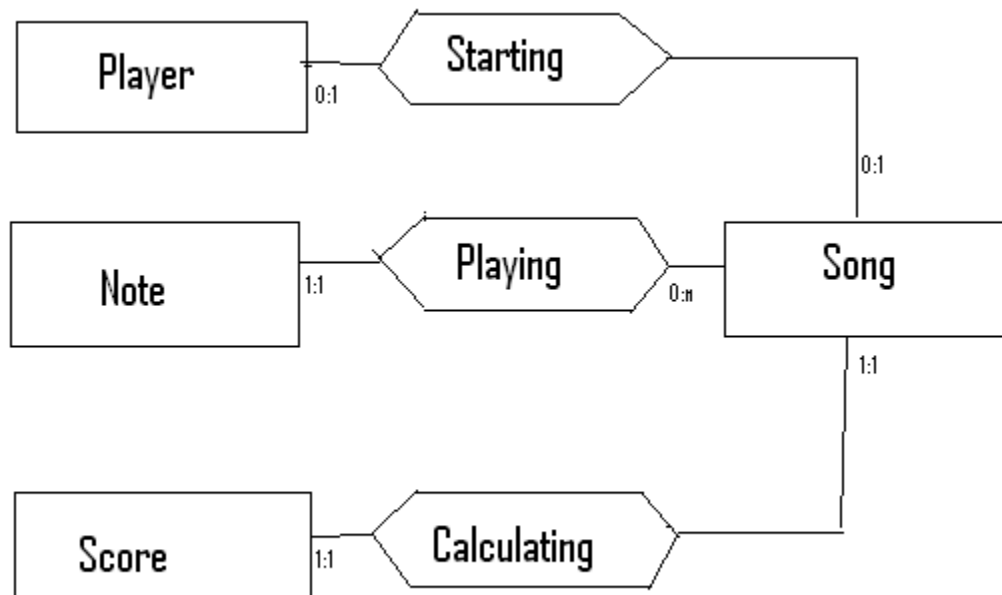 Player
0:1
Starting
0:1
Note
1:1
Playing
0:n
Song
1:1
Score
1:1
Calculating